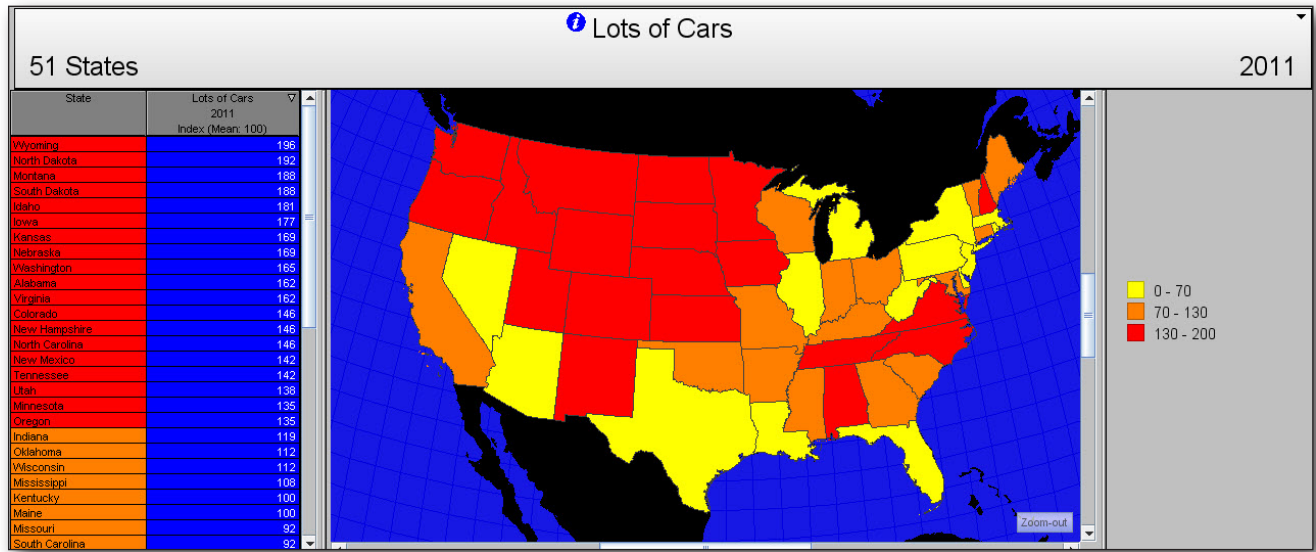 i Lots of Cars
51 States 2011
State Lots of Cars
2011
Index (Mean: 100)
Wyoming 196
North Dakota 192
Montana 188
South Dakota 188
Idaho 181
Iowa 177
Kansas 169
Nebraska 169
Washington 165
Alabama 162
Virginia 162
Colorado 146
New Hampshire 146
North Carolina 146
New Mexico 142
Tennessee 142
Utah 138
Minnesota 135
Oregon 135
Indiana 119
Oklahoma 112
Wisconsin 112
Mississippi 108
Kentucky 100
Maine 100
Missouri 92
South Carolina 92
Zoom-out
0 - 70
70 - 130
130 - 200